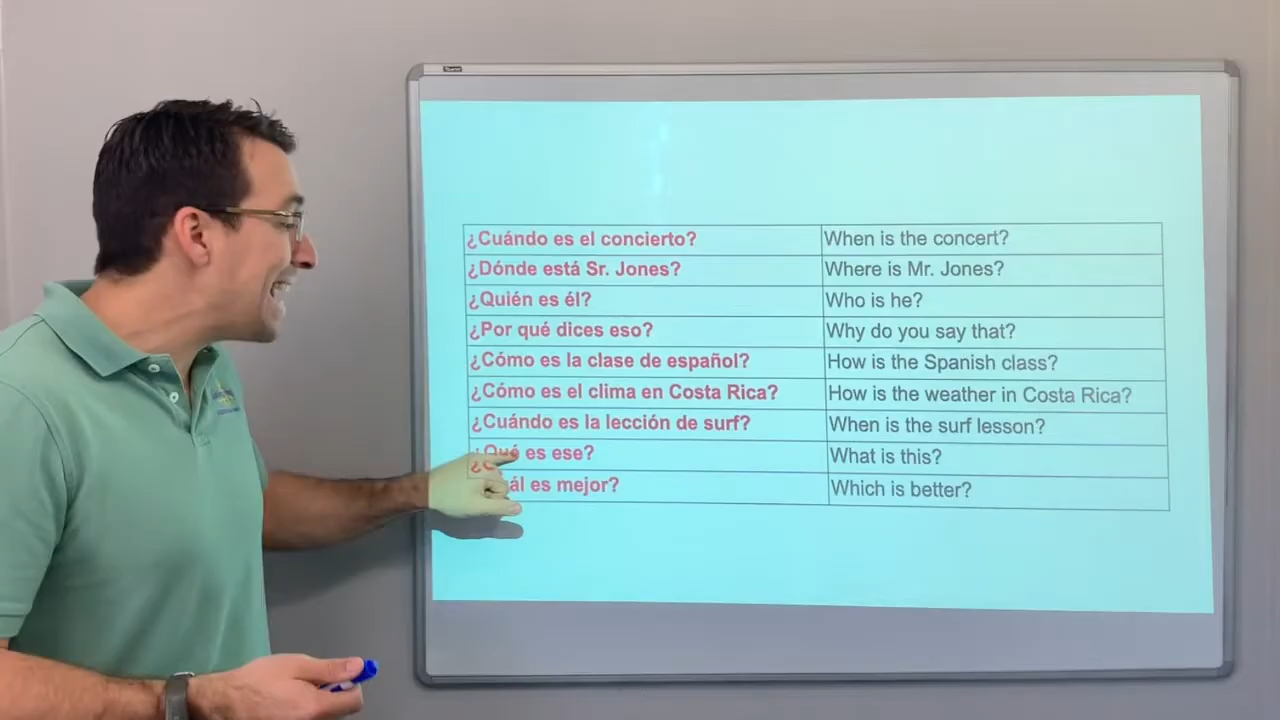 ¿Cuándo es el concierto? When is the concert?
¿Dónde está Sr. Jones? Where is Mr. Jones?
¿Quién es él? Who is he?
¿Por qué dices eso? Why do you say that?
¿Cómo es la clase de español? How is the Spanish class?
¿Cómo es el clima en Costa Rica? How is the weather in Costa Rica?
¿Cuándo es la lección de surf? When is the surf lesson?
¿Qué es ese? What is this?
es mejor? Which is better?